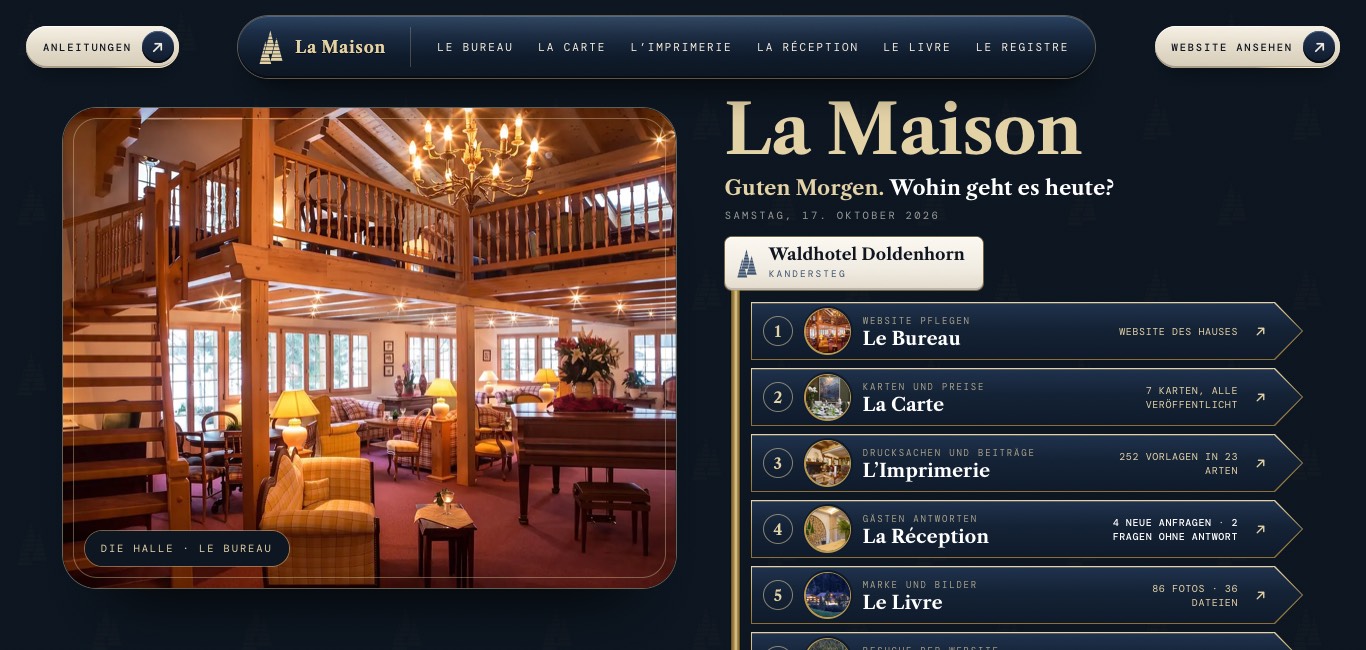 ANLEITUNGEN
La Maison
LE BUREAU
LA CARTE
L’IMPRIMERIE
LA RÉCEPTION
LE LIVRE
LE REGISTRE
WEBSITE ANSEHEN
La Maison
Guten Morgen. Wohin geht es heute?
SAMSTAG, 17. OKTOBER 2026
Waldhotel Doldenhorn
KANDERSTEG
1
WEBSITE PFLEGEN
Le Bureau
WEBSITE DES HAUSES
2
KARTEN UND PREISE
La Carte
7 KARTEN, ALLE
VERÖFFENTLICHT
3
DRUCKSACHEN UND BEITRÄGE
L’Imprimerie
252 VORLAGEN IN 23
ARTEN
4
GÄSTEN ANTWORTEN
La Réception
4 NEUE ANFRAGEN · 2
FRAGEN OHNE ANTWORT
5
MARKE UND BILDER
Le Livre
86 FOTOS · 36
DATEIEN
BESUCHE DER WEBSITE
DIE HALLE · LE BUREAU